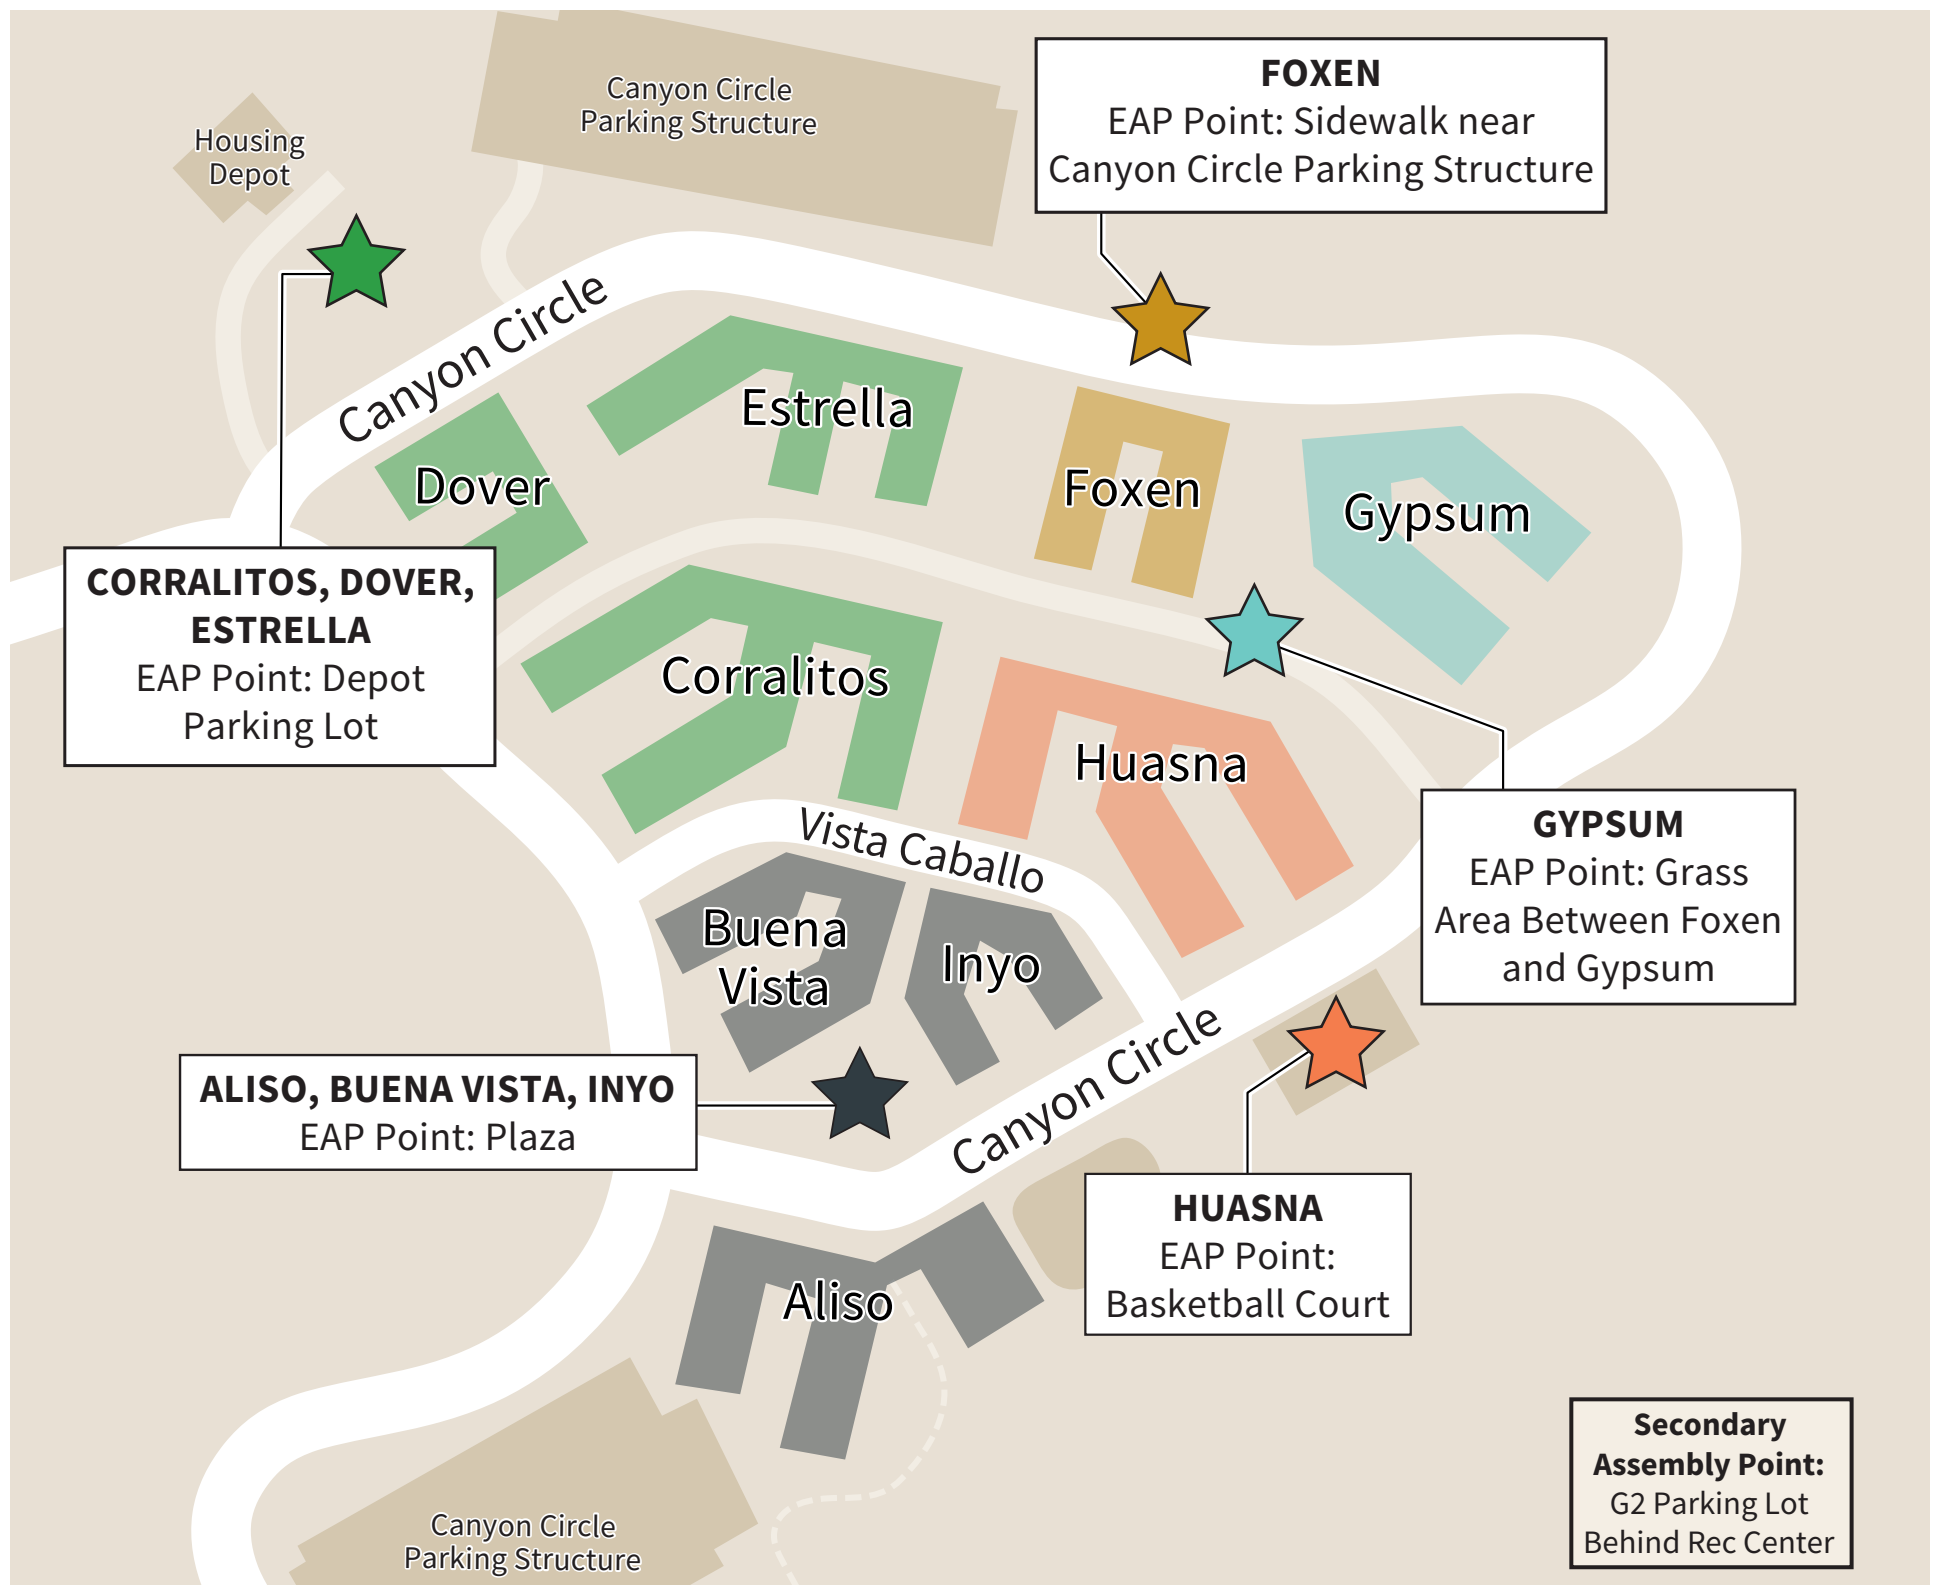 Canyon Circle
Parking Structure
FOXEN
EAP Point: Sidewalk near
Canyon Circle Parking Structure
Housing
Depot
Canyon Circle
Estrella
Dover
Foxen
Gypsum
CORRALITOS, DOVER,
ESTRELLA
EAP Point: Depot
Parking Lot
Corralitos
Huasna
Vista Caballo
GYPSUM
EAP Point: Grass
Area Between Foxen
and Gypsum
Buena
Vista
Inyo
Canyon Circle
ALISO, BUENA VISTA, INYO
EAP Point: Plaza
HUASNA
EAP Point:
Basketball Court
Aliso
Secondary
Assembly Point:
G2 Parking Lot
Behind Rec Center
Canyon Circle
Parking Structure